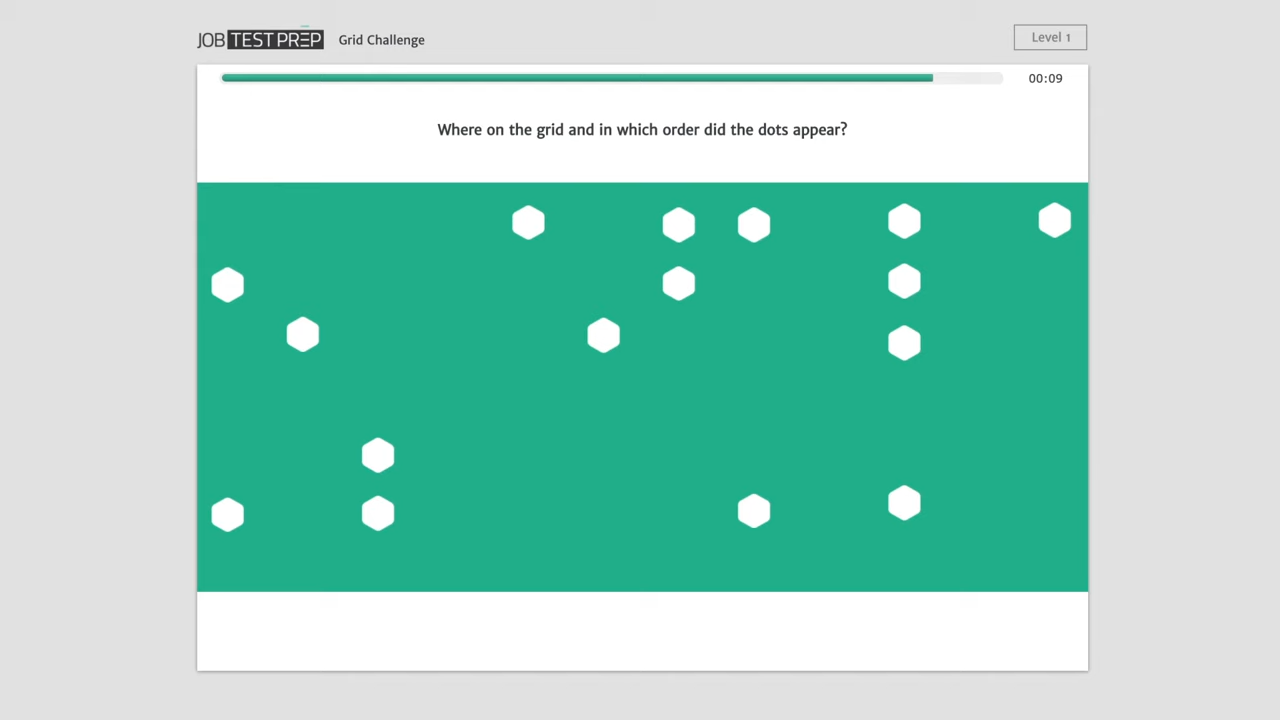 JOB TEST PREP Grid Challenge Level 1
00:09
Where on the grid and in which order did the dots appear?